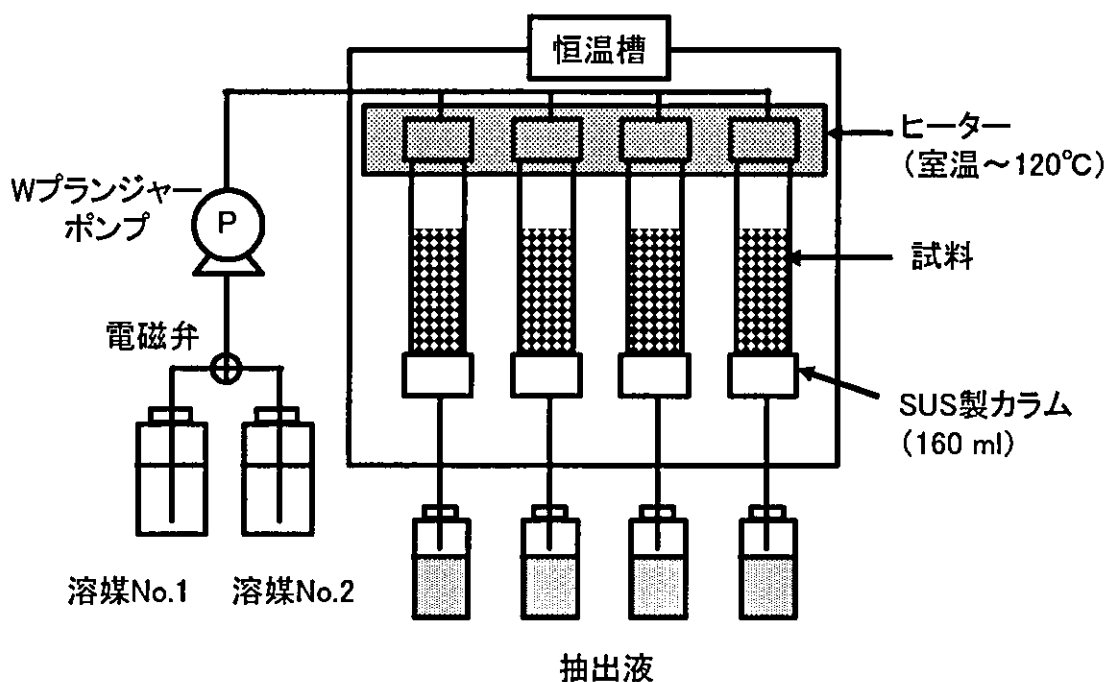 恒温槽
ヒーター
(室温～120℃)
Wプランジャー
ポンプ
P
試料
電磁弁
SUS製カラム
(160 ml)
溶媒No.1
溶媒No.2
抽出液